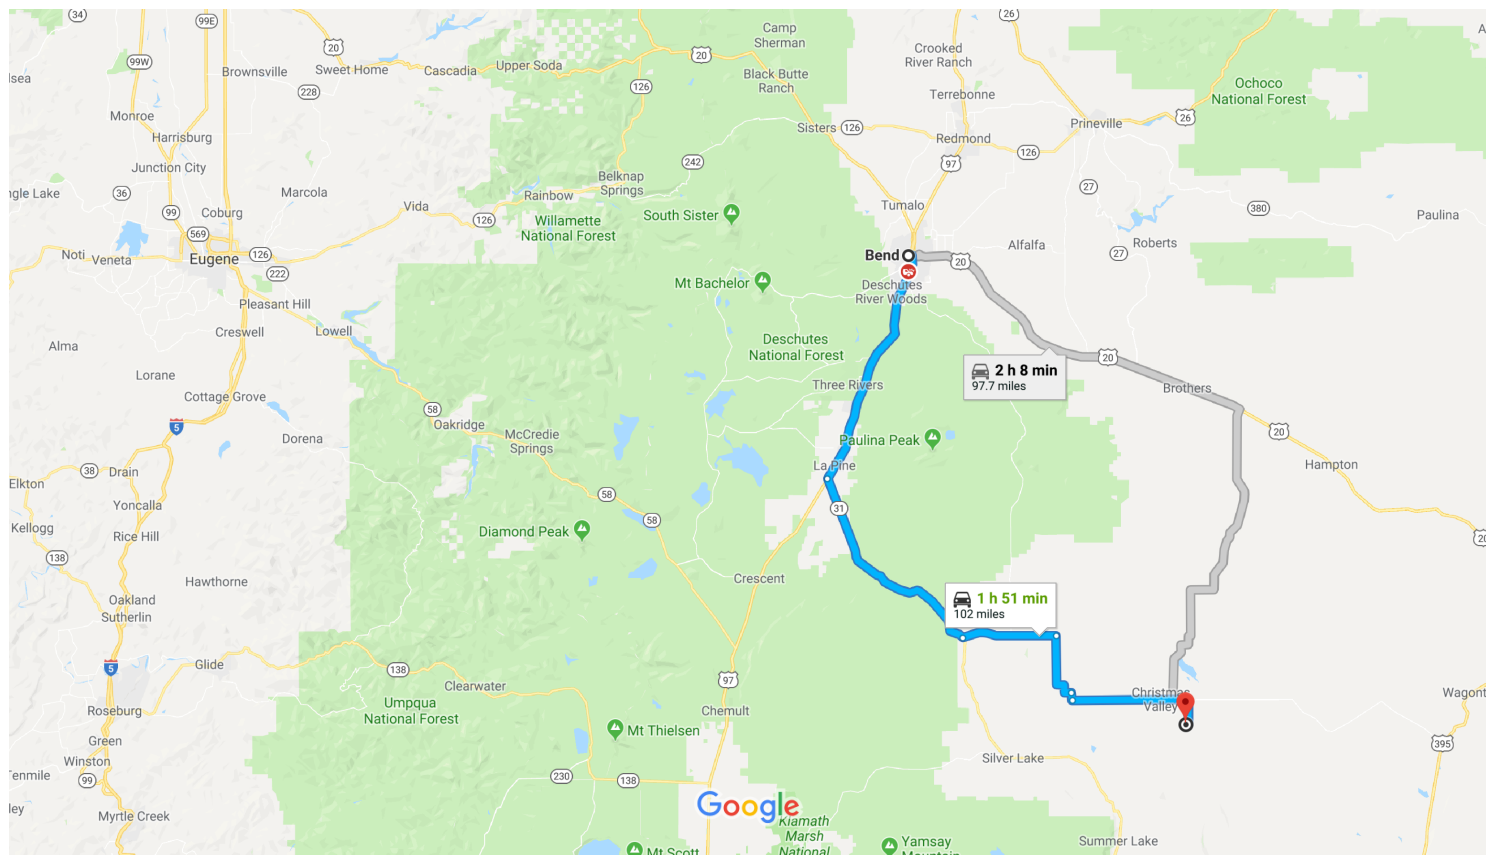 34
99E
Camp
Sherman
26
Crooked
River Ranch
A
99W
20
20
lsea
Brownsville
Sweet Home
Cascadia
Upper Soda
228
126
Black Butte
Ranch
Terrebonne
Ochoco
National Forest
Monroe
Harrisburg
Sisters
126
Redmond
Prineville
26
126
Junction City
242
97
Belknap
Springs
27
ngle Lake
36
Marcola
Rainbow
Vida
99
Coburg
126
Willamette
National Forest
South Sister
Tumalo
380
Paulina
569
Noti
Veneta
Eugene
126
222
Alfalfa
Roberts
27
Bend
20
Mt Bachelor
Deschutes
River Woods
Pleasant Hill
Creswell
Lowell
Alma
Deschutes
National Forest
20
2 h 8 min
97.7 miles
Lorane
Three Rivers
Brothers
Cottage Grove
58
5
Oakridge
Dorena
McCredie
Springs
Paulina Peak
20
38
Drain
La Pine
Hampton
Elkton
58
Yoncalla
31
58
Kellogg
Rice Hill
Diamond Peak
20
138
Hawthorne
Crescent
Oakland
Sutherlin
1 h 51 min
102 miles
Glide
138
5
97
Clearwater
Christmas
Valley
Wagont
Umpqua
National Forest
Roseburg
Chemult
Green
Mt Thielsen
395
Winston
Silver Lake
Tenmile
99
230
138
Google
ley
Myrtle Creek
Klamath
Marsh
National
Yamsay
Mountain
Summer Lake
Mt Scott